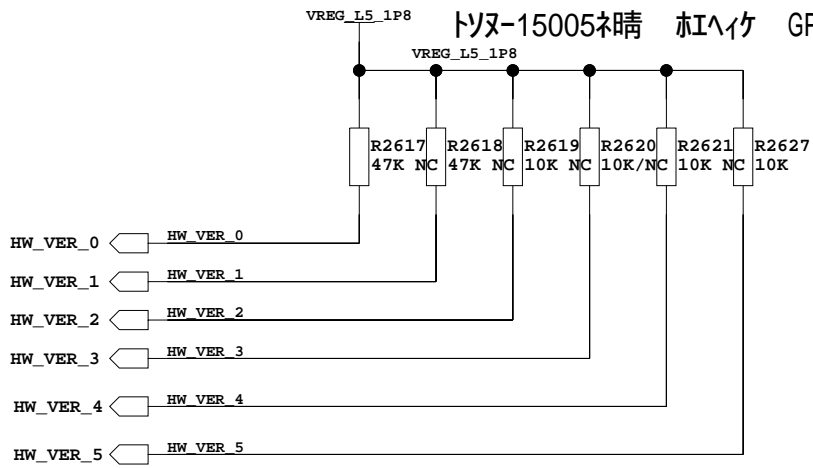 VREG_L5_1P8
トソヌー15005ネ晴 ホエヘィケ GP
VREG_L5_1P8
R2617 R2618 R2619 R2620 R2621 R2627
47K NC 47K NC 10K NC 10K/NC 10K NC 10K
HW_VER_0 HW_VER_0
HW_VER_1 HW_VER_1
HW_VER_2 HW_VER_2
HW_VER_3 HW_VER_3
HW_VER_4 HW_VER_4
HW_VER_5 HW_VER_5